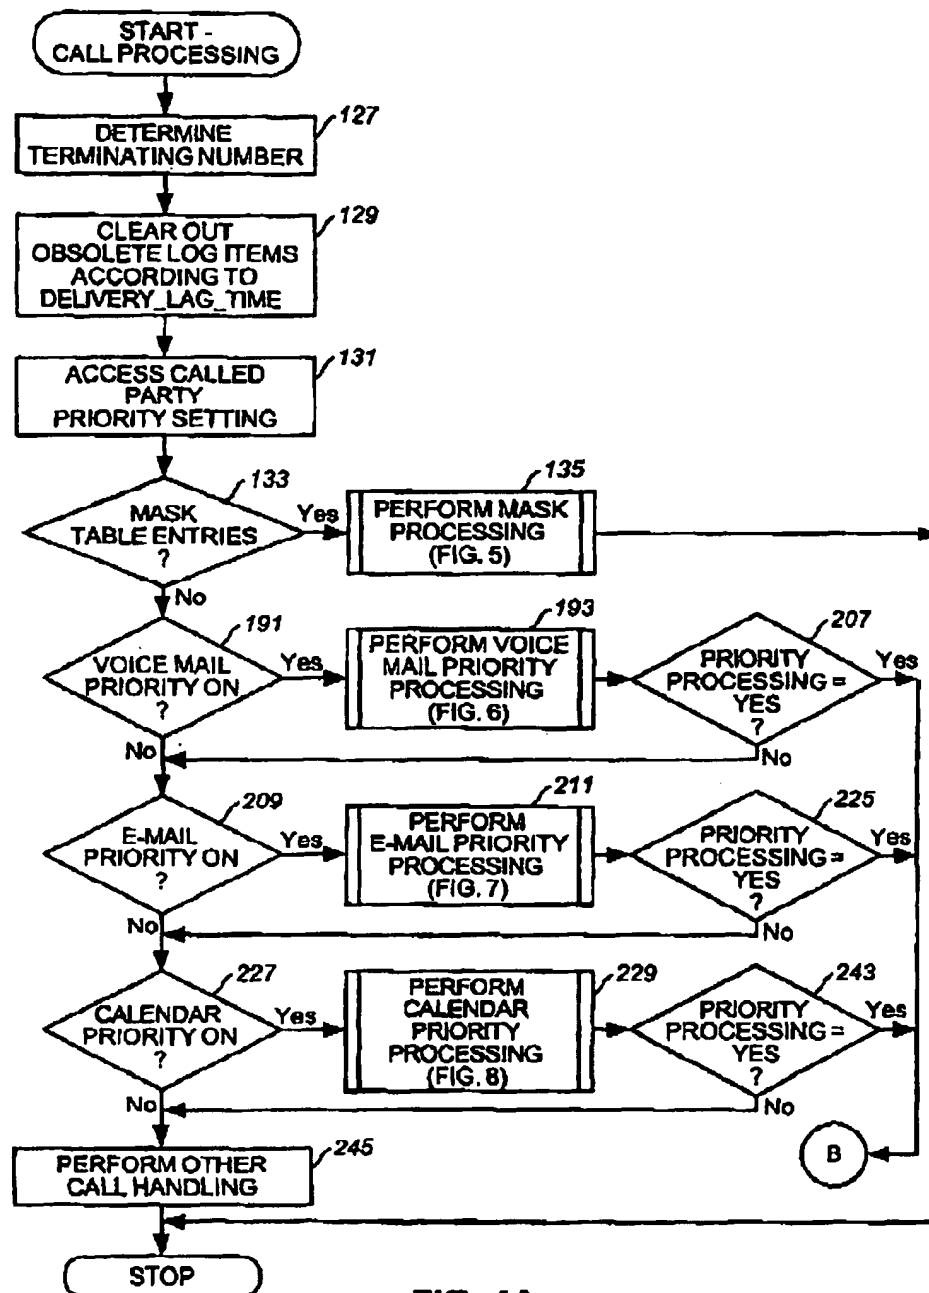 START -
CALL PROCESSING
127
DETERMINE
TERMINATING NUMBER
129
CLEAR OUT
OBSOLETE LOG ITEMS
ACCORDING TO
DELIVERY_LAG_TIME
131
ACCESS CALLED
PARTY
PRIORITY SETTING
133
MASK
TABLE ENTRIES
?
Yes
No
135
PERFORM MASK
PROCESSING
(FIG. 5)
191
VOICE MAIL
PRIORITY ON
?
Yes
No
193
PERFORM VOICE
MAIL PRIORITY
PROCESSING
(FIG. 6)
207
PRIORITY
PROCESSING =
YES
?
Yes
No
209
E-MAIL
PRIORITY ON
?
Yes
No
211
PERFORM
E-MAIL PRIORITY
PROCESSING
(FIG. 7)
225
PRIORITY
PROCESSING =
YES
?
Yes
No
227
CALENDAR
PRIORITY ON
?
Yes
No
229
PERFORM
CALENDAR
PRIORITY
PROCESSING
(FIG. 8)
243
PRIORITY
PROCESSING =
YES
?
Yes
No
B
245
PERFORM OTHER
CALL HANDLING
STOP